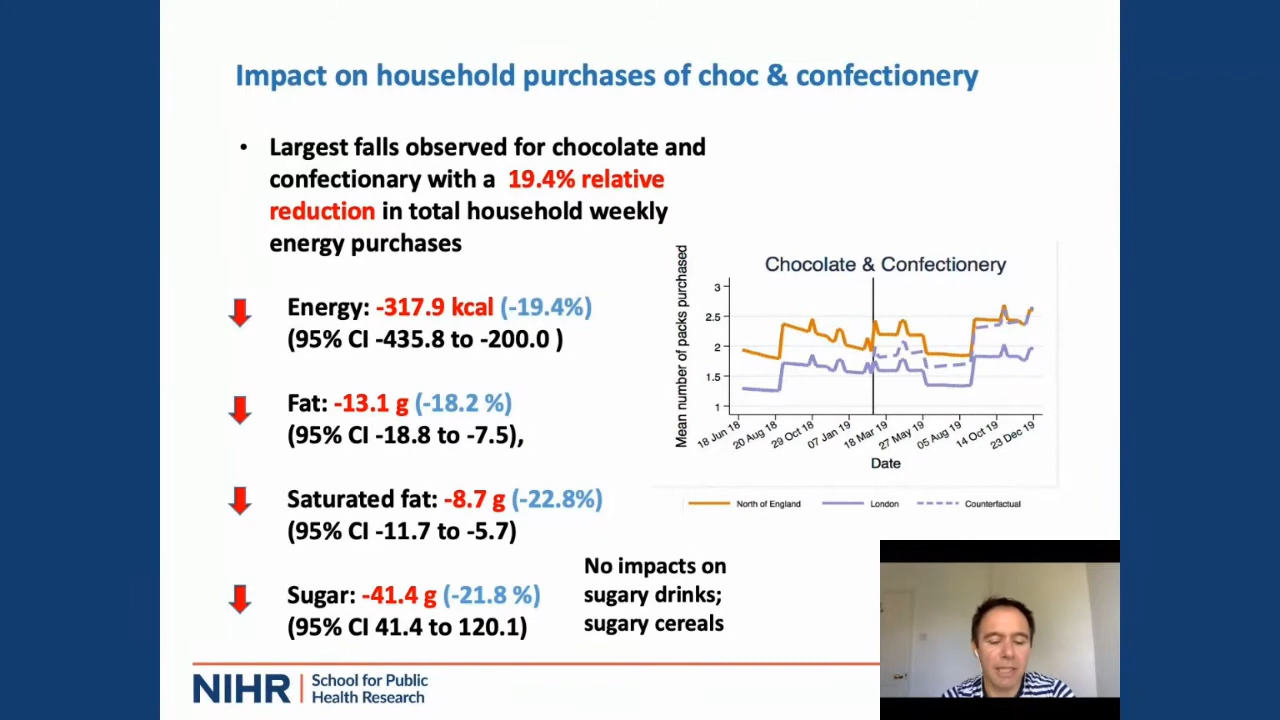 Impact on household purchases of choc & confectionery
• Largest falls observed for chocolate and
confectionary with a 19.4% relative
reduction in total household weekly
energy purchases
Energy: -317.9 kcal (-19.4%)
(95% CI -435.8 to -200.0 )
Fat: -13.1 g (-18.2 %)
(95% CI -18.8 to -7.5),
Saturated fat: -8.7 g (-22.8%)
(95% CI -11.7 to -5.7)
Sugar: -41.4 g (-21.8 %)
(95% CI 41.4 to 120.1)
No impacts on
sugary drinks;
sugary cereals
Chocolate & Confectionery
Mean number of packs purchased
3
2.5
2
1.5
1
18 Jun 18
20 Aug 18
29 Oct 18
07 Jan 19
18 Mar 19
27 May 19
05 Aug 19
14 Oct 19
23 Dec 19
Date
North of England
London
Counterfactual
NIHR | School for Public
Health Research